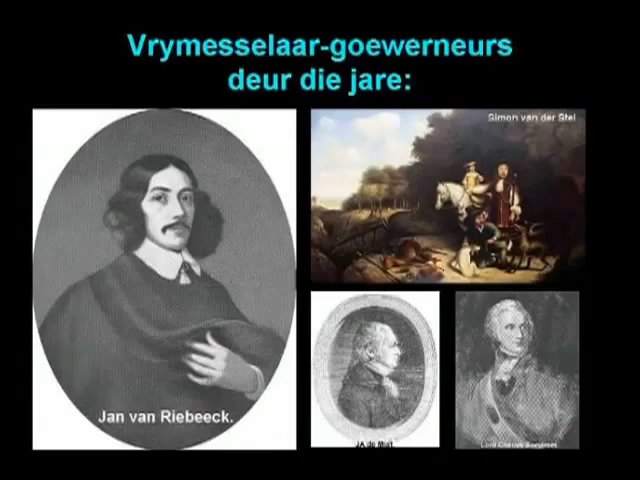 Vrymesselaar-goewerneurs
deur die jare:
Simon van der Stel
Jan van Riebeeck.
JA de Mist
Lord Charles Somerset